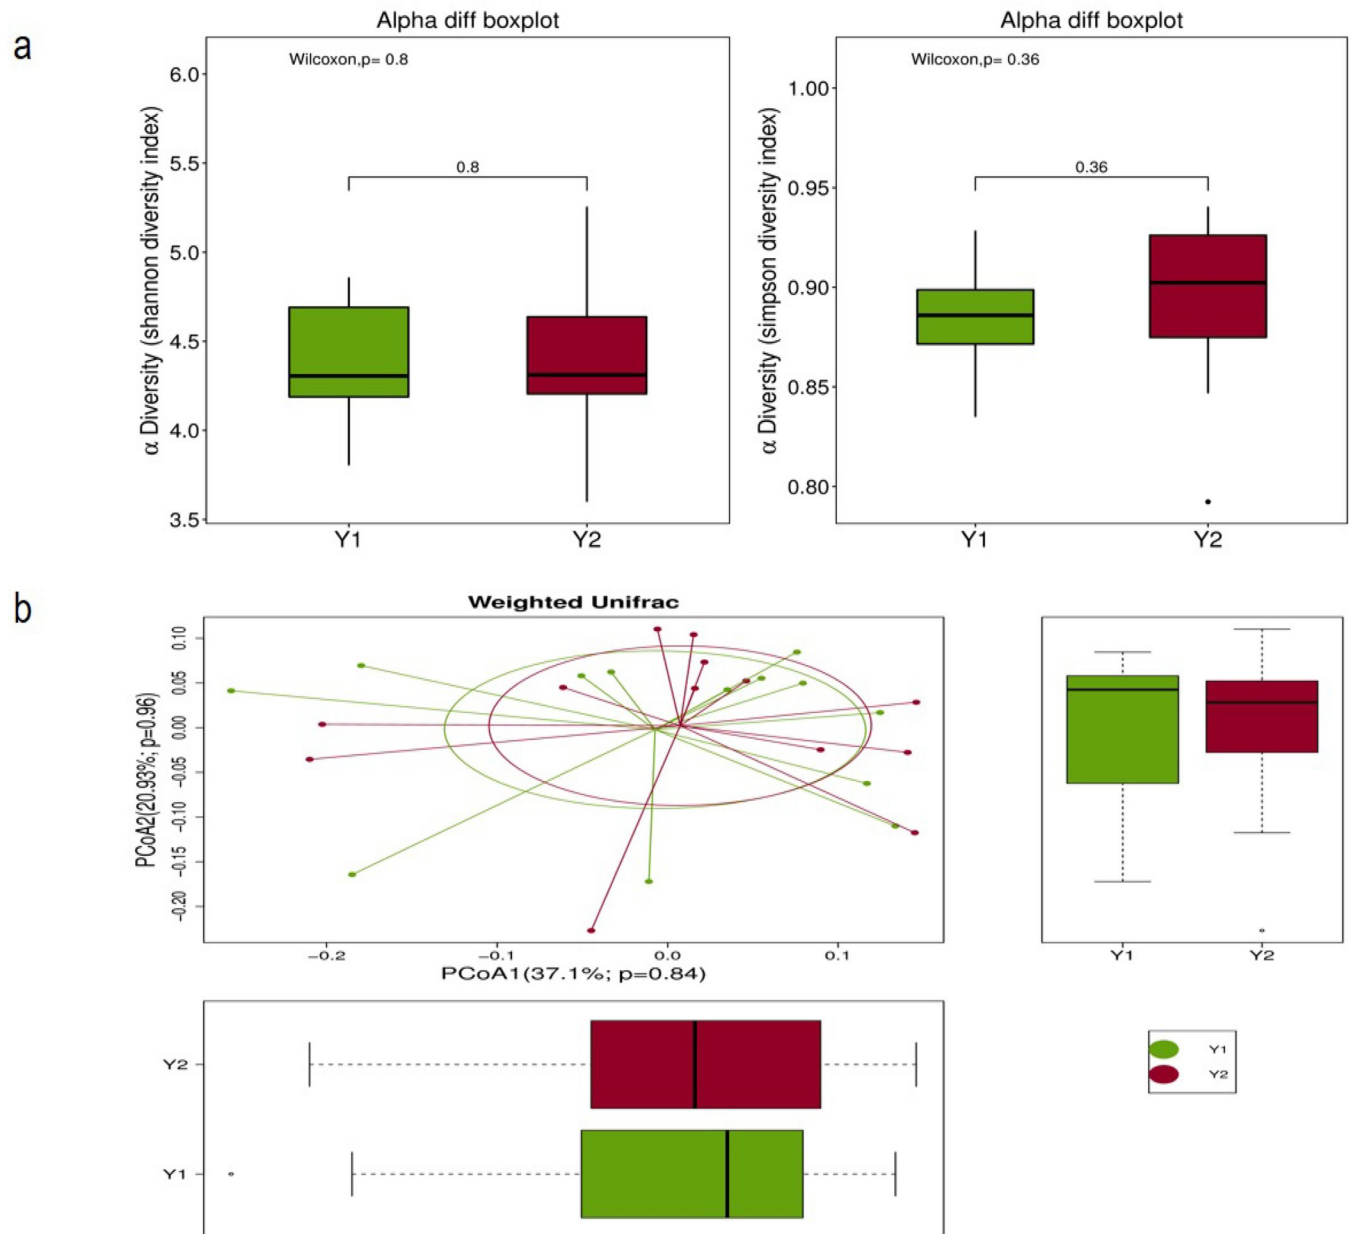 a
Alpha diff boxplot
Wilcoxon,p= 0.8
0.8
α Diversity (shannon diversity index)
6.0
5.5
5.0
4.5
4.0
3.5
Y1 Y2
Alpha diff boxplot
Wilcoxon,p= 0.36
0.36
α Diversity (simpson diversity index)
1.00
0.95
0.90
0.85
0.80
Y1 Y2
b
Weighted Unifrac
PCoA2(20.93%; p=0.96)
0.10
0.05
0.00
−0.05
−0.10
−0.15
−0.20
−0.2 −0.1 0.0 0.1
PCoA1(37.1%; p=0.84)
Y1 Y2
Y2
Y1
Y1
Y2